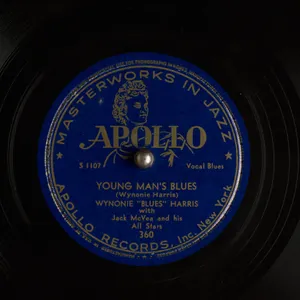 MASTERWORKS IN JAZZ
APOLLO
S 1107
Vocal Blues
YOUNG MAN'S BLUES
(Wynonie Harris)
WYNONIE "BLUES" HARRIS
with
Jack McVea and his
All Stars
360
APOLLO RECORDS, Inc. New York